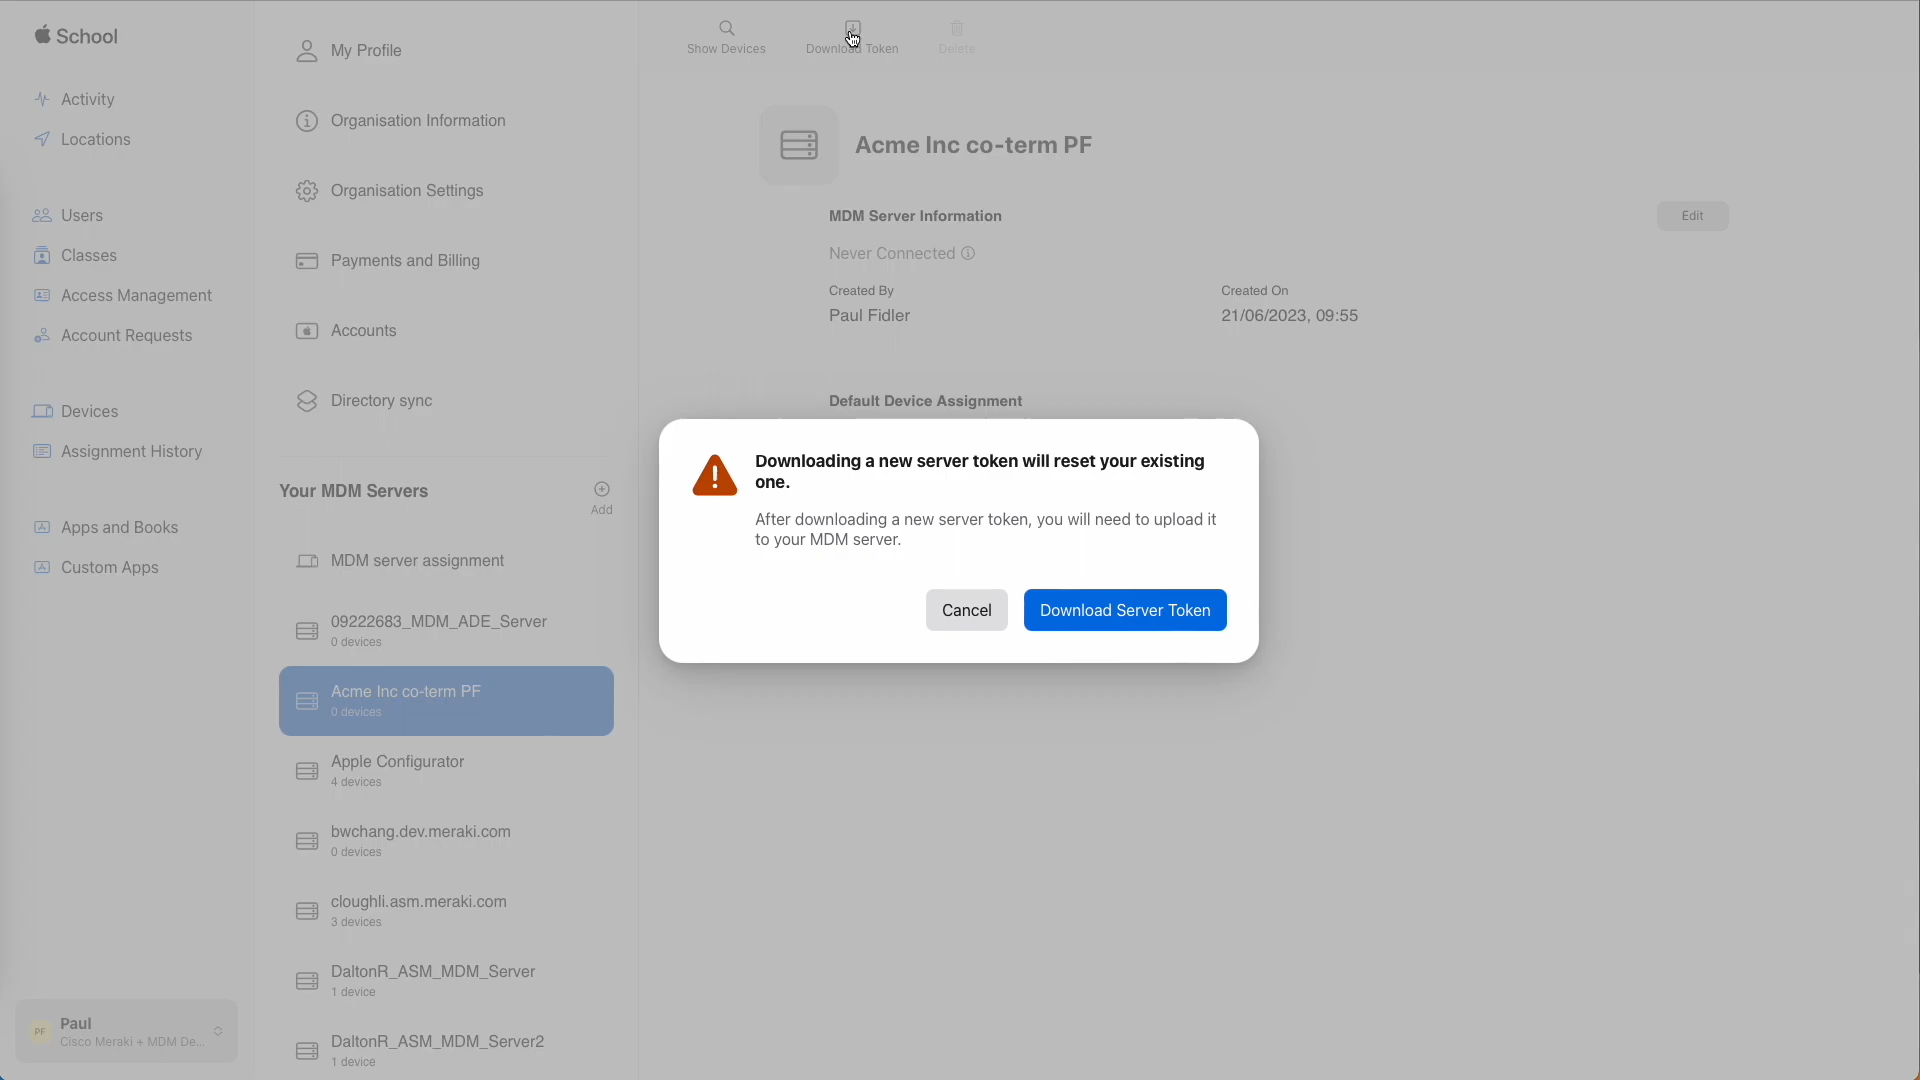 School
Activity
Locations
Users
Classes
Access Management
Account Requests
Devices
Assignment History
Apps and Books
Custom Apps
PF
Paul
Cisco Meraki + MDM De...
My Profile
Organisation Information
Organisation Settings
Payments and Billing
Accounts
Directory sync
Your MDM Servers
Add
MDM server assignment
09222683_MDM_ADE_Server
0 devices
Acme Inc co-term PF
0 devices
Apple Configurator
4 devices
bwchang.dev.meraki.com
0 devices
cloughli.asm.meraki.com
3 devices
DaltonR_ASM_MDM_Server
1 device
DaltonR_ASM_MDM_Server2
1 device
Show Devices
Download Token
Delete
Acme Inc co-term PF
MDM Server Information
Edit
Never Connected
Created By
Created On
Paul Fidler
21/06/2023, 09:55
Default Device Assignment
Downloading a new server token will reset your existing
one.
After downloading a new server token, you will need to upload it
to your MDM server.
Cancel
Download Server Token